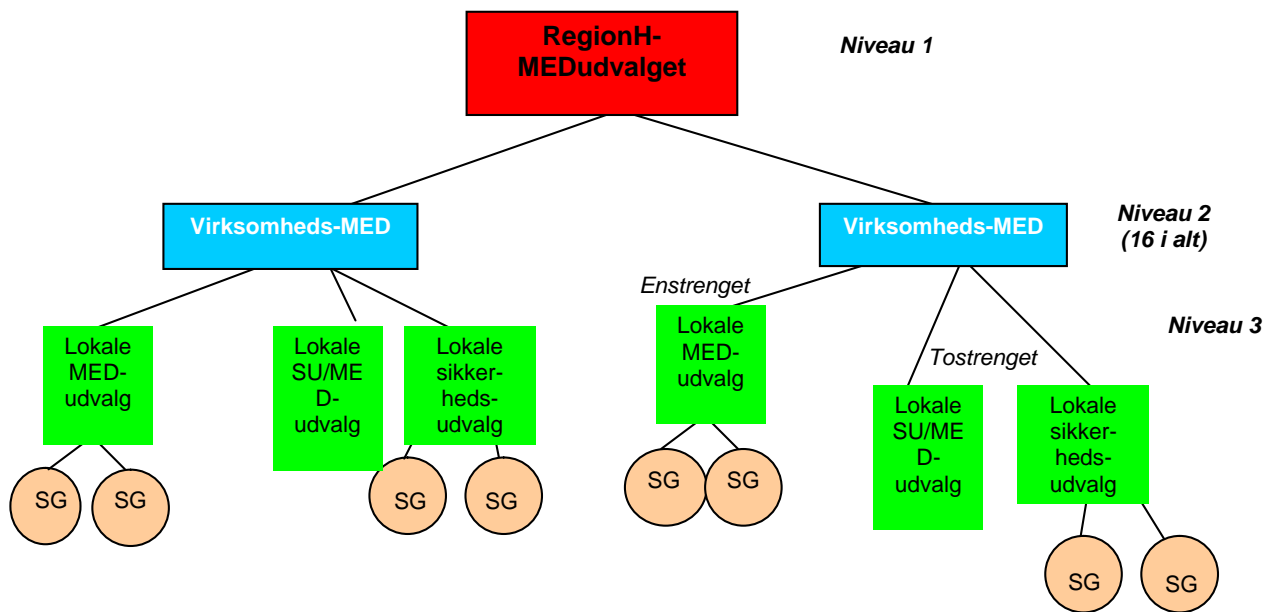 RegionH-
MEDudvalget
Niveau 1
Virksomheds-MED
Virksomheds-MED
Niveau 2
(16 i alt)
Enstrenget
Niveau 3
Lokale
MED-
udvalg
Lokale
SU/ME
D-
udvalg
Lokale
sikker-
heds-
udvalg
Lokale
MED-
udvalg
Tostrenget
Lokale
SU/ME
D-
udvalg
Lokale
sikker-
heds-
udvalg
SG
SG
SG
SG
SG
SG
SG
SG